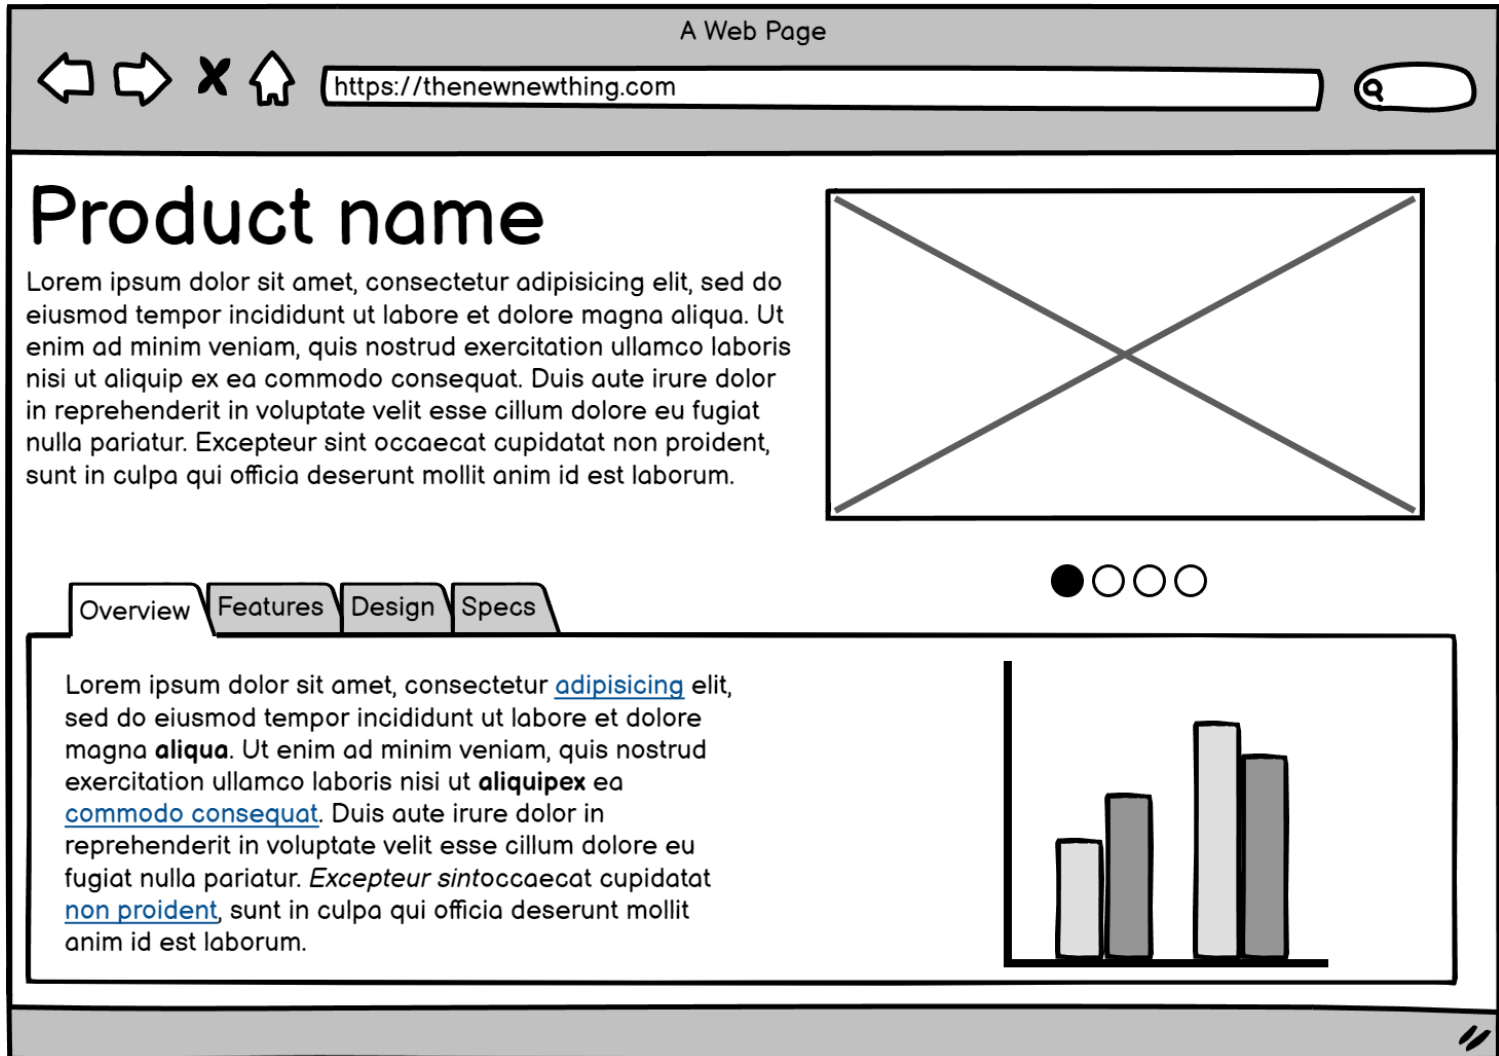 A Web Page
https://thenewnewthing.com
Product name
Lorem ipsum dolor sit amet, consectetur adipisicing elit, sed do
eiusmod tempor incididunt ut labore et dolore magna aliqua. Ut
enim ad minim veniam, quis nostrud exercitation ullamco laboris
nisi ut aliquip ex ea commodo consequat. Duis aute irure dolor
in reprehenderit in voluptate velit esse cillum dolore eu fugiat
nulla pariatur. Excepteur sint occaecat cupidatat non proident,
sunt in culpa qui officia deserunt mollit anim id est laborum.
Overview Features Design Specs
Lorem ipsum dolor sit amet, consectetur adipisicing elit,
sed do eiusmod tempor incididunt ut labore et dolore
magna aliqua. Ut enim ad minim veniam, quis nostrud
exercitation ullamco laboris nisi ut aliquipex ea
commodo consequat. Duis aute irure dolor in
reprehenderit in voluptate velit esse cillum dolore eu
fugiat nulla pariatur. Excepteur sintoccaecat cupidatat
non proident, sunt in culpa qui officia deserunt mollit
anim id est laborum.